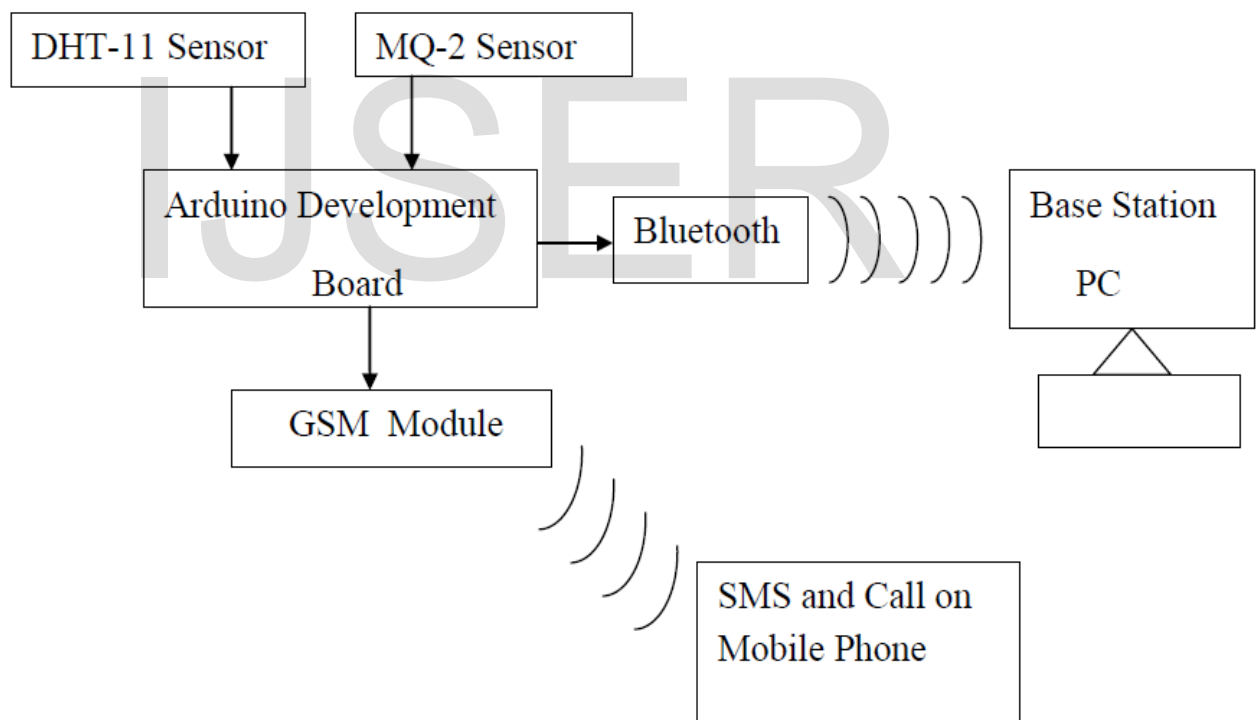 DHT-11 Sensor
MQ-2 Sensor
IJSER
Arduino Development
Board
Bluetooth
Base Station
PC
GSM Module
SMS and Call on
Mobile Phone